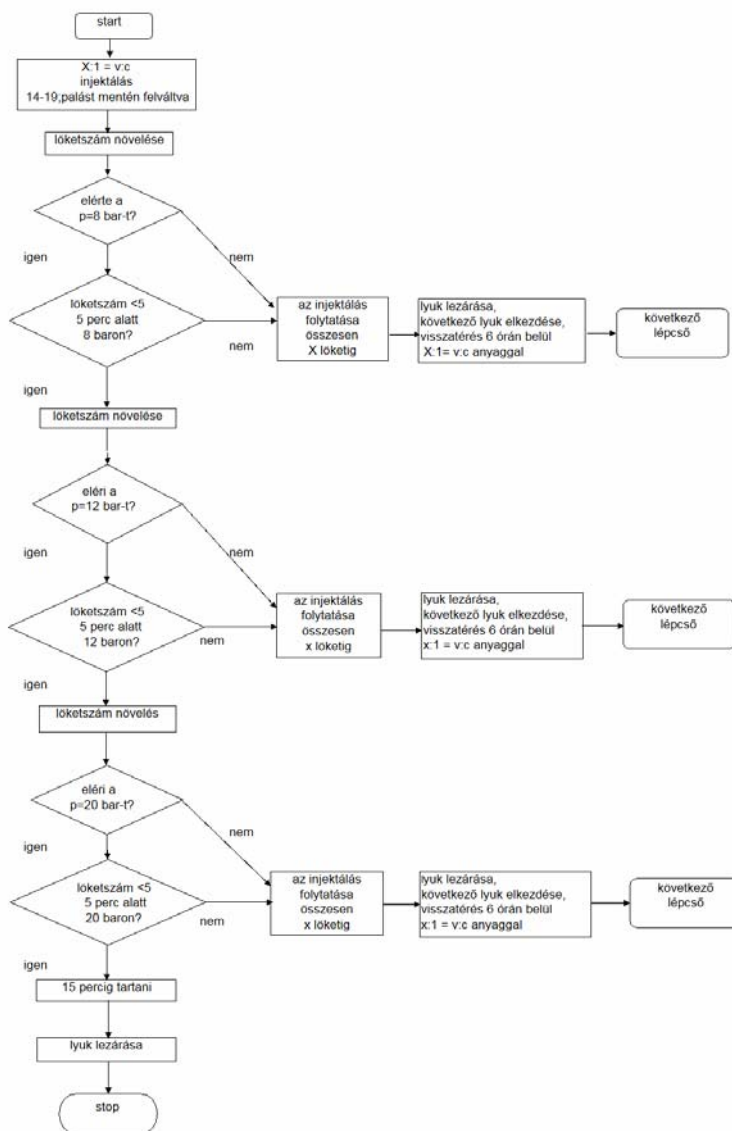 start
X:1 = v:c
injektálás
14-19;palást mentén felváltva
löketszám növelése
elérte a
p=8 bar-t?
igen
nem
löketszám <5
5 perc alatt
8 baron?
nem
az injektálás
folytatása
összesen
X löketig
lyuk lezárása,
következő lyuk elkezdése,
visszatérés 6 órán belül
X:1= v:c anyaggal
következő
lépcső
igen
löketszám növelése
eléri a
p=12 bar-t?
igen
nem
löketszám <5
5 perc alatt
12 baron?
nem
az injektálás
folytatása
összesen
x löketig
lyuk lezárása,
következő lyuk elkezdése,
visszatérés 6 órán belül
x:1 = v:c anyaggal
következő
lépcső
igen
löketszám növelés
eléri a
p=20 bar-t?
igen
nem
löketszám <5
5 perc alatt
20 baron?
nem
az injektálás
folytatása
összesen
x löketig
lyuk lezárása,
következő lyuk elkezdése,
visszatérés 6 órán belül
x:1 = v:c anyaggal
következő
lépcső
igen
15 percig tartani
lyuk lezárása
stop